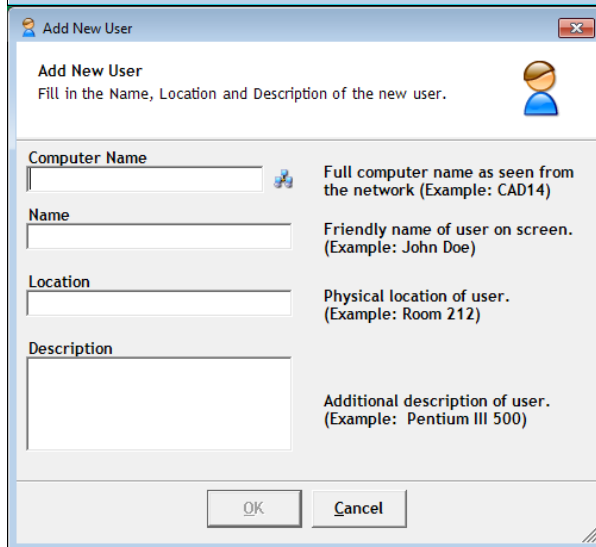 Add New User
Add New User
Fill in the Name, Location and Description of the new user.
Computer Name
Full computer name as seen from
the network (Example: CAD14)
Name
Friendly name of user on screen.
(Example: John Doe)
Location
Physical location of user.
(Example: Room 212)
Description
Additional description of user.
(Example:  Pentium III 500)
OK
Cancel